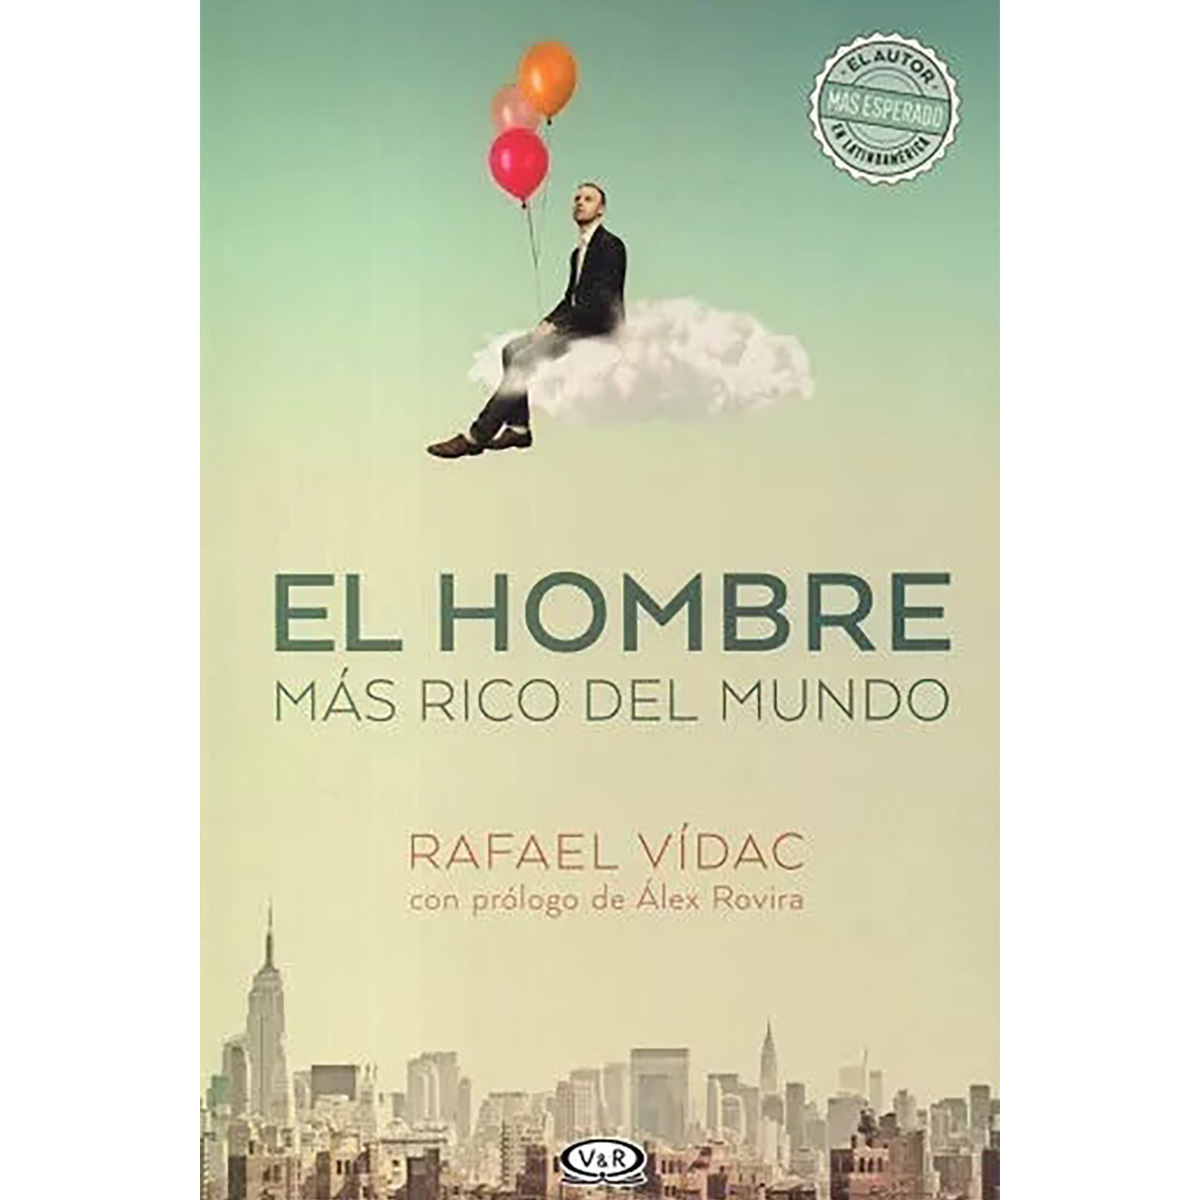 EL AUTOR
MÁS ESPERADO
EN LATINOAMÉRICA
EL HOMBRE
MÁS RICO DEL MUNDO
RAFAEL VÍDAC
con prólogo de Álex Rovira
V&R